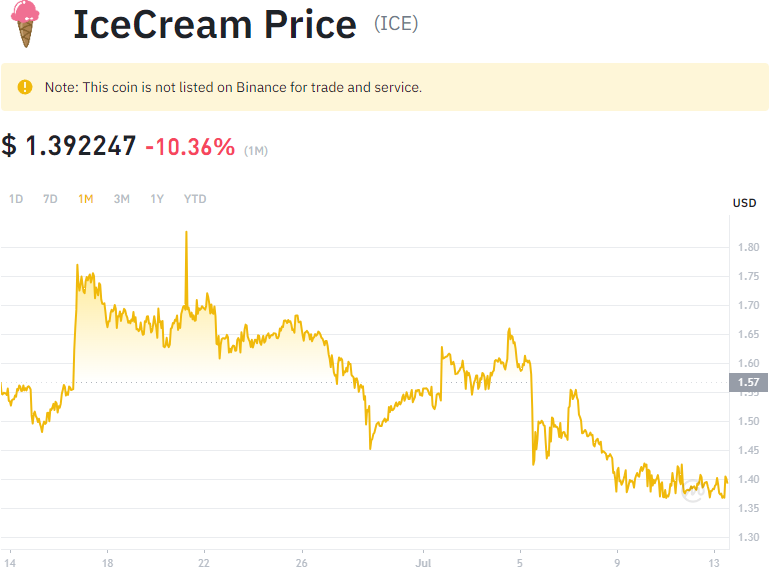 IceCream Price (ICE)
Note: This coin is not listed on Binance for trade and service.
$ 1.392247 -10.36% (1M)
1D 7D 1M 3M 1Y YTD
USD
1.80
1.75
1.70
1.65
1.60
1.57
1.55
1.50
1.45
1.40
1.35
1.30
14 18 22 26 Jul 5 9 13